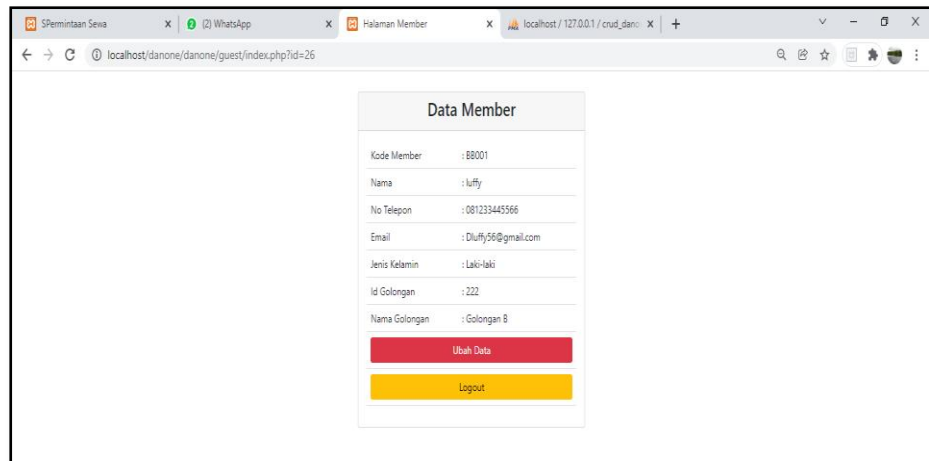 SPermintaan Sewa
(2) WhatsApp
Halaman Member
localhost / 127.0.0.1 / crud_dano
localhost/danone/danone/guest/index.php?id=26
Data Member
Kode Member : BB001
Nama : luffy
No Telepon : 081233445566
Email : Dluffy56@gmail.com
Jenis Kelamin : Laki-laki
Id Golongan : 222
Nama Golongan : Golongan B
Ubah Data
Logout